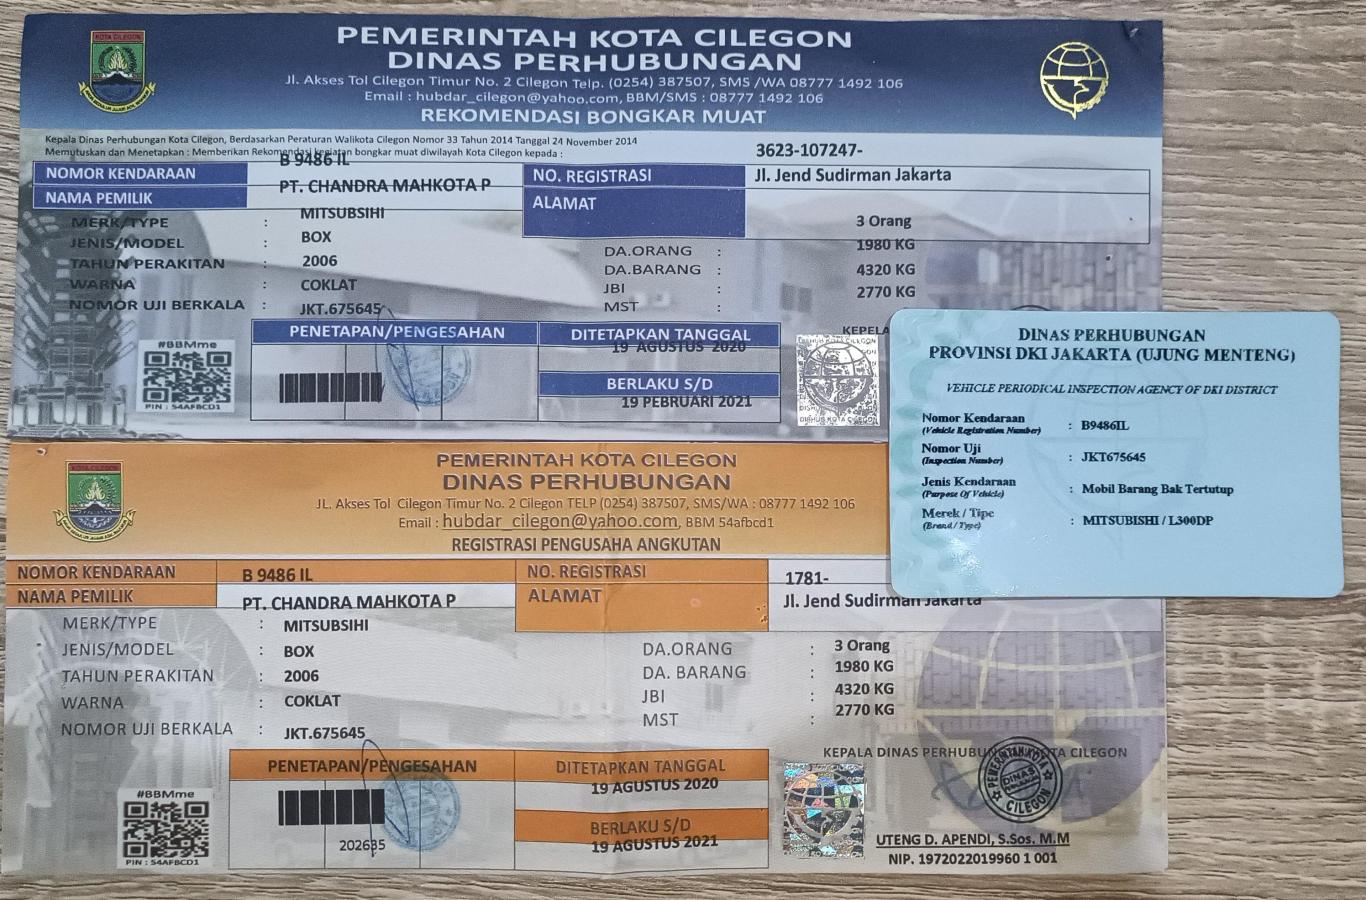 PEMERINTAH KOTA CILEGON
DINAS PERHUBUNGAN
Jl. Akses Tol Cilegon Timur No. 2 Cilegon Telp. (0254) 387507, SMS /WA 08777 1492 106
Email : hubdar_cilegon@yahoo.com, BBM/SMS : 08777 1492 106
REKOMENDASI BONGKAR MUAT
Kepala Dinas Perhubungan Kota Cilegon, Berdasarkan Peraturan Walikota Cilegon Nomor 33 Tahun 2014 Tanggal 24 November 2014
Memutuskan dan Menetapkan : Memberikan Rekomendasi kegiatan bongkar muat diwilayah Kota Cilegon kepada :
NOMOR KENDARAAN B 9486 IL NO. REGISTRASI 3623-107247-
NAMA PEMILIK PT. CHANDRA MAHKOTA P ALAMAT Jl. Jend Sudirman Jakarta
MERK/TYPE : MITSUBSIHI
JENIS/MODEL : BOX
TAHUN PERAKITAN : 2006
WARNA : COKLAT
NOMOR UJI BERKALA : JKT.675645
DA.ORANG : 3 Orang
DA.BARANG : 1980 KG
JBI : 4320 KG
MST : 2770 KG
PENETAPAN/PENGESAHAN
DITETAPKAN TANGGAL
19 AGUSTUS 2020
BERLAKU S/D
19 PEBRUARI 2021
KEPELA
#BBMme
PIN : 54AFBCD1
DISHUB KOTA CILEGON
DINAS PERHUBUNGAN
PROVINSI DKI JAKARTA (UJUNG MENTENG)
VEHICLE PERIODICAL INSPECTION AGENCY OF DKI DISTRICT
Nomor Kendaraan : B9486IL
(Vehicle Registration Number)
Nomor Uji : JKT675645
(Inspection Number)
Jenis Kendaraan : Mobil Barang Bak Tertutup
(Purpose Of Vehicle)
Merek / Tipe : MITSUBISHI / L300DP
(Brand / Type)
PEMERINTAH KOTA CILEGON
DINAS PERHUBUNGAN
JL. Akses Tol Cilegon Timur No. 2 Cilegon TELP (0254) 387507, SMS/WA : 08777 1492 106
Email : hubdar_cilegon@yahoo.com, BBM 54afbcd1
REGISTRASI PENGUSAHA ANGKUTAN
NOMOR KENDARAAN B 9486 IL NO. REGISTRASI 1781-
NAMA PEMILIK PT. CHANDRA MAHKOTA P ALAMAT Jl. Jend Sudirman Jakarta
MERK/TYPE : MITSUBSIHI
JENIS/MODEL : BOX
TAHUN PERAKITAN : 2006
WARNA : COKLAT
NOMOR UJI BERKALA : JKT.675645
DA.ORANG : 3 Orang
DA. BARANG : 1980 KG
JBI : 4320 KG
MST : 2770 KG
PENETAPAN/PENGESAHAN
202635
DITETAPKAN TANGGAL
19 AGUSTUS 2020
BERLAKU S/D
19 AGUSTUS 2021
#BBMme
PIN : 54AFBCD1
KEPALA DINAS PERHUBUNGAN KOTA CILEGON
PEMERINTAH KOTA
DINAS
CILEGON
UTENG D. APENDI, S.Sos. M.M
NIP. 1972022019960 1 001